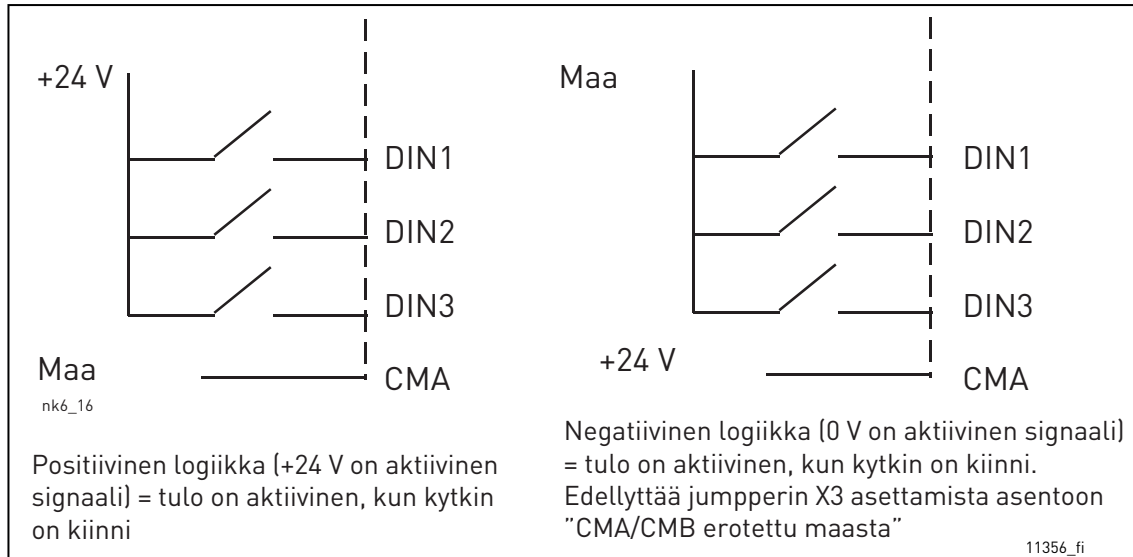 +24 V
DIN1
DIN2
DIN3
Maa
CMA
nk6_16
Positiivinen logiikka (+24 V on aktiivinen
signaali) = tulo on aktiivinen, kun kytkin
on kiinni
Maa
DIN1
DIN2
DIN3
+24 V
CMA
Negatiivinen logiikka (0 V on aktiivinen signaali)
= tulo on aktiivinen, kun kytkin on kiinni.
Edellyttää jumpperin X3 asettamista asentoon
”CMA/CMB erotettu maasta”
11356_fi